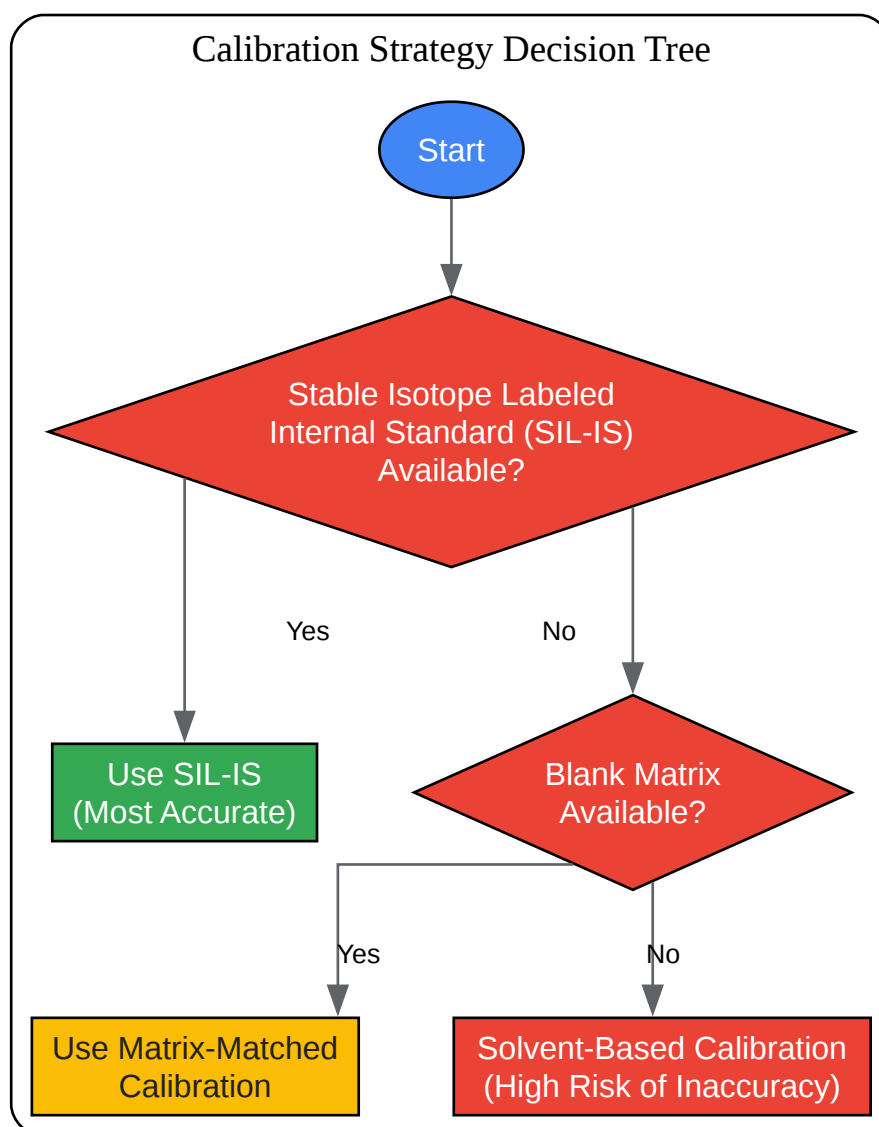 Calibration Strategy Decision Tree
Start
Stable Isotope Labeled
Internal Standard (SIL-IS)
Available?
Yes
No
Use SIL-IS
(Most Accurate)
Blank Matrix
Available?
Yes
No
Use Matrix-Matched
Calibration
Solvent-Based Calibration
(High Risk of Inaccuracy)